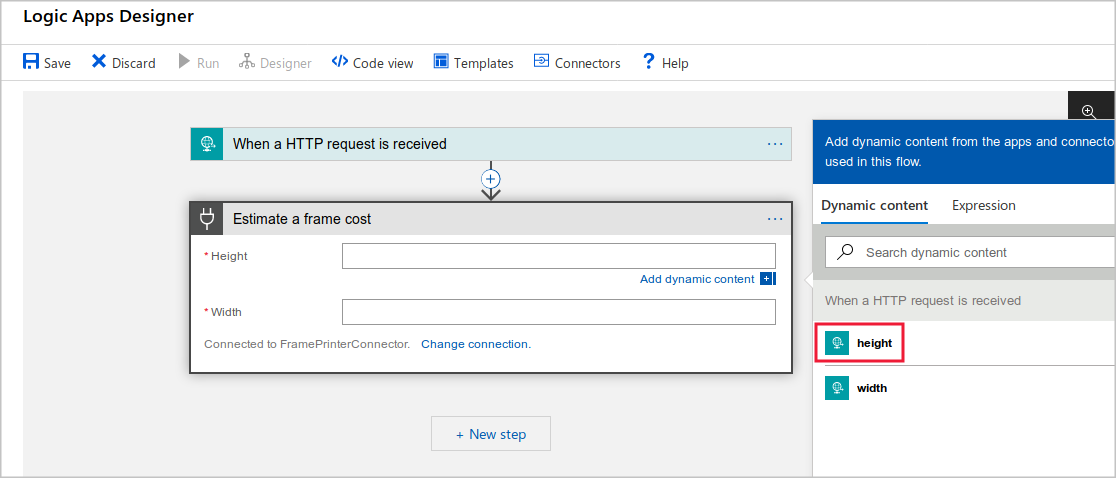 Logic Apps Designer
Save Discard Run Designer Code view Templates Connectors ? Help
When a HTTP request is received ...
Estimate a frame cost ...
* Height
Add dynamic content
* Width
Connected to FramePrinterConnector. Change connection.
+ New step
Add dynamic content from the apps and connecto
used in this flow.
Dynamic content Expression
Search dynamic content
When a HTTP request is received
height
width